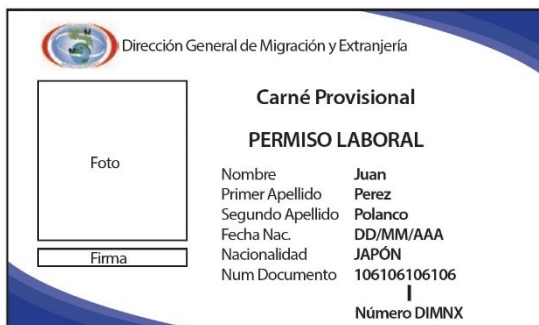 Dirección General de Migración y Extranjería
Carné Provisional
PERMISO LABORAL
Foto
Nombre Juan
Primer Apellido Perez
Segundo Apellido Polanco
Fecha Nac. DD/MM/AAA
Nacionalidad JAPÓN
Firma
Num Documento 106106106106
Número DIMNX